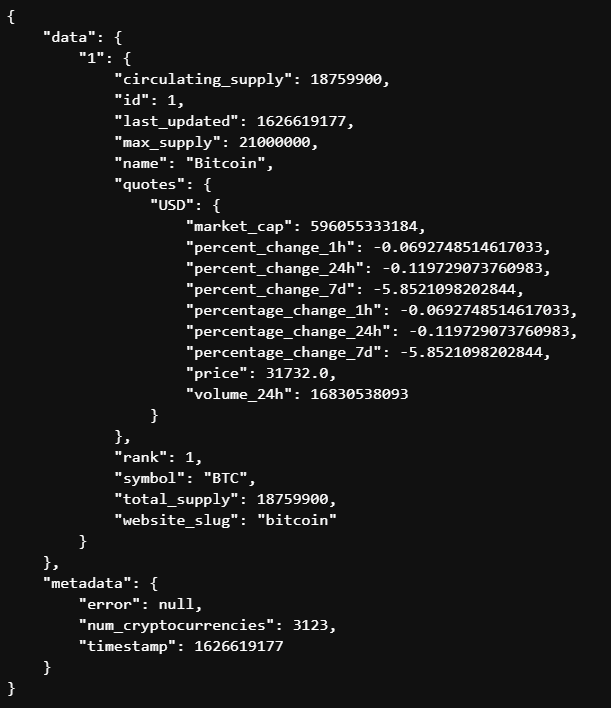 {
    "data": {
        "1": {
            "circulating_supply": 18759900,
            "id": 1,
            "last_updated": 1626619177,
            "max_supply": 21000000,
            "name": "Bitcoin",
            "quotes": {
                "USD": {
                    "market_cap": 596055333184,
                    "percent_change_1h": -0.0692748514617033,
                    "percent_change_24h": -0.119729073760983,
                    "percent_change_7d": -5.8521098202844,
                    "percentage_change_1h": -0.0692748514617033,
                    "percentage_change_24h": -0.119729073760983,
                    "percentage_change_7d": -5.8521098202844,
                    "price": 31732.0,
                    "volume_24h": 16830538093
                }
            },
            "rank": 1,
            "symbol": "BTC",
            "total_supply": 18759900,
            "website_slug": "bitcoin"
        }
    },
    "metadata": {
        "error": null,
        "num_cryptocurrencies": 3123,
        "timestamp": 1626619177
    }
}